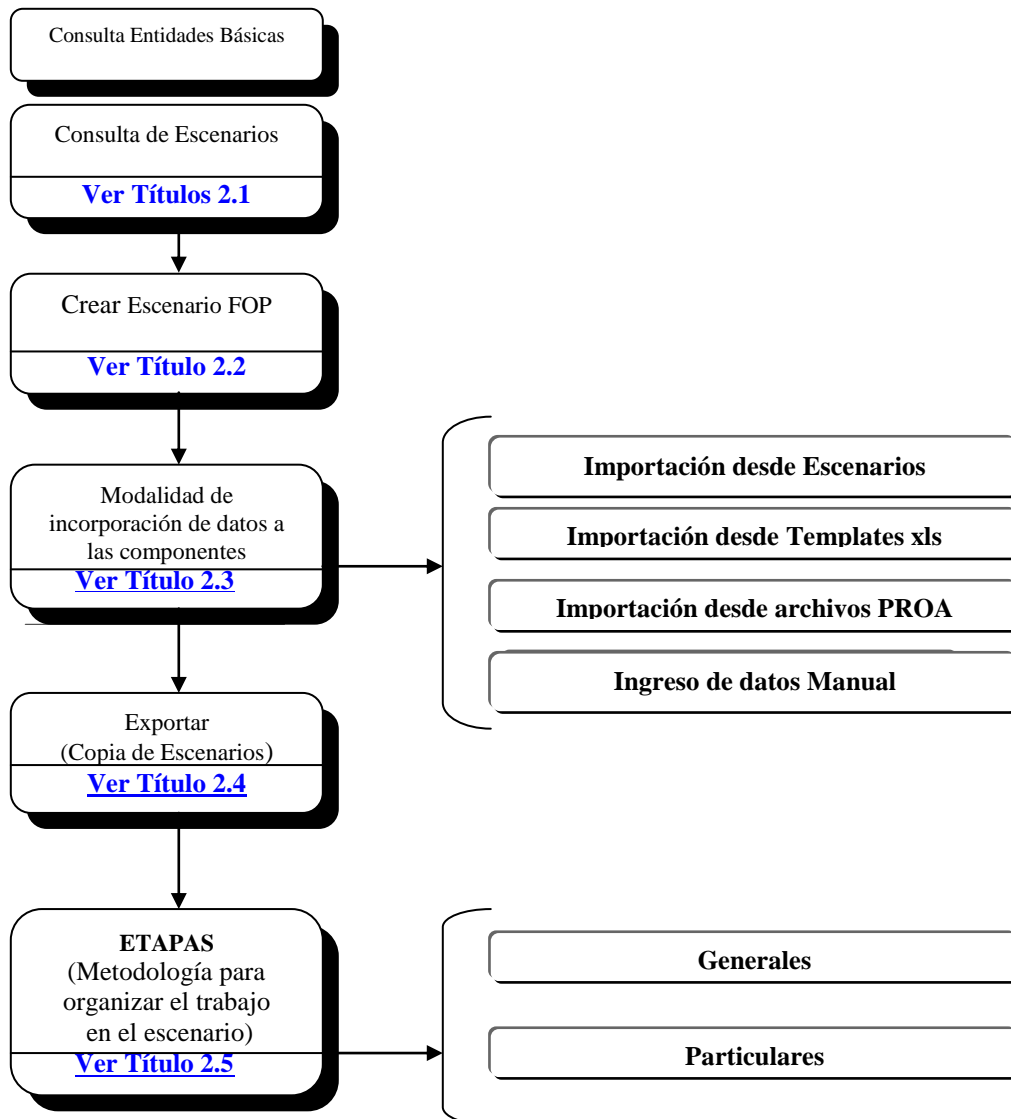 Consulta Entidades Básicas
Consulta de Escenarios
Ver Títulos 2.1
Crear Escenario FOP
Ver Título 2.2
Modalidad de
incorporación de datos a
las componentes
Ver Título 2.3
Importación desde Escenarios
Importación desde Templates xls
Importación desde archivos PROA
Ingreso de datos Manual
Exportar
(Copia de Escenarios)
Ver Título 2.4
ETAPAS
(Metodología para
organizar el trabajo
en el escenario)
Ver Título 2.5
Generales
Particulares